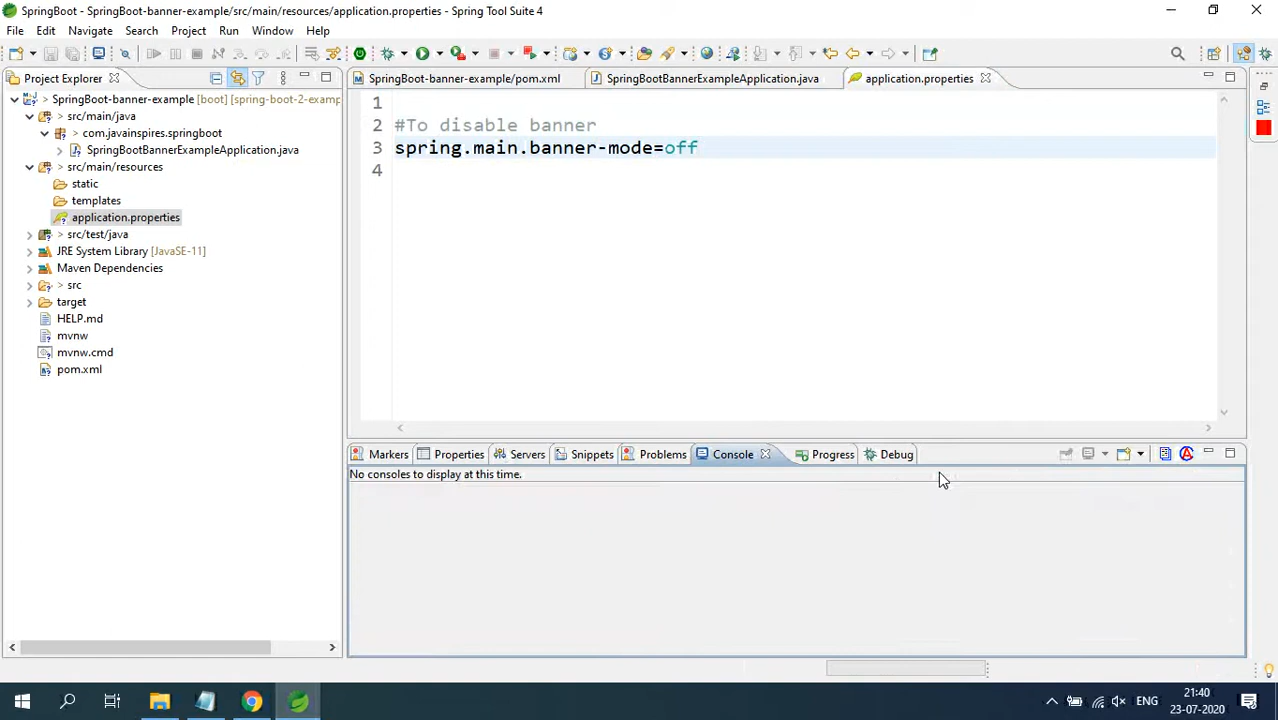 SpringBoot - SpringBoot-banner-example/src/main/resources/application.properties - Spring Tool Suite 4
File Edit Navigate Search Project Run Window Help
Project Explorer
SpringBoot-banner-example/pom.xml
SpringBootBannerExampleApplication.java
application.properties
> SpringBoot-banner-example [boot] [spring-boot-2-examp
> src/main/java
> com.javainspires.springboot
> SpringBootBannerExampleApplication.java
> src/main/resources
static
templates
application.properties
> src/test/java
JRE System Library [JavaSE-11]
Maven Dependencies
> src
target
HELP.md
mvnw
mvnw.cmd
pom.xml
1
2 #To disable banner
3 spring.main.banner-mode=off
4
Markers Properties Servers Snippets Problems Console Progress Debug
No consoles to display at this time.
ENG
21:40
23-07-2020